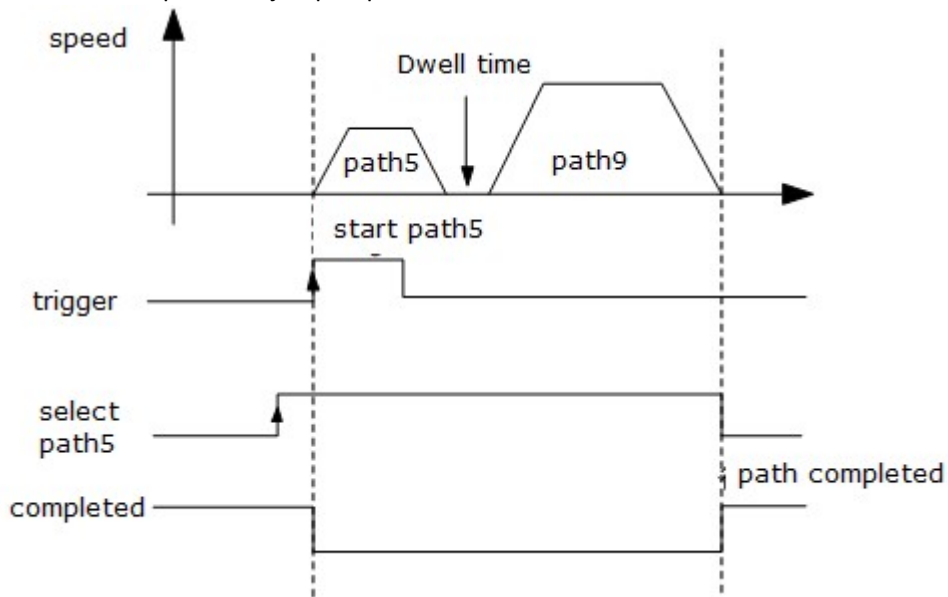 speed
Dwell time
path5
path9
start path5
trigger
select
path5
path completed
completed